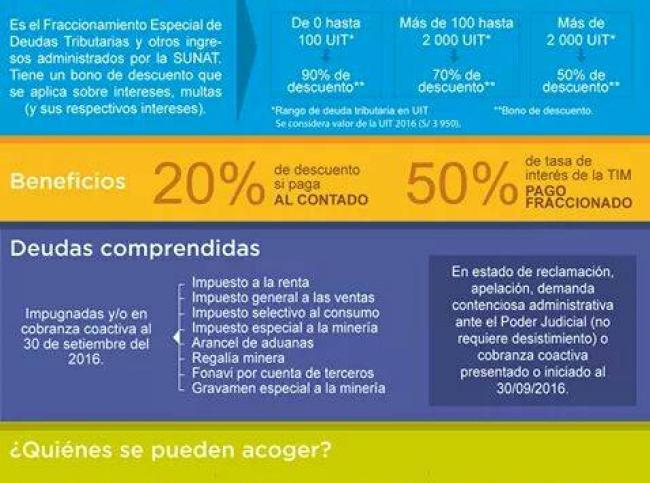 Es el Fraccionamiento Especial de
Deudas Tributarias y otros ingre-
sos administrados por la SUNAT.
Tiene un bono de descuento que
se aplica sobre intereses, multas
(y sus respectivos intereses).
De 0 hasta
100 UIT*
90% de
descuento**
Más de 100 hasta
2 000 UIT*
70% de
descuento**
Más de
2 000 UIT*
50% de
descuento**
*Rango de deuda tributaria en UIT
Se considera valor de la UIT 2016 (S/ 3 950).
**Bono de descuento.
Beneficios
20%
de descuento
si paga
AL CONTADO
50%
de tasa de
interés de la TIM
PAGO
FRACCIONADO
Deudas comprendidas
Impugnadas y/o en
cobranza coactiva al
30 de setiembre del
2016.
Impuesto a la renta
Impuesto general a las ventas
Impuesto selectivo al consumo
Impuesto especial a la minería
Arancel de aduanas
Regalía minera
Fonavi por cuenta de terceros
Gravamen especial a la minería
En estado de reclamación,
apelación, demanda
contenciosa administrativa
ante el Poder Judicial (no
requiere desistimiento) o
cobranza coactiva
presentado o iniciado al
30/09/2016.
¿Quiénes se pueden acoger?